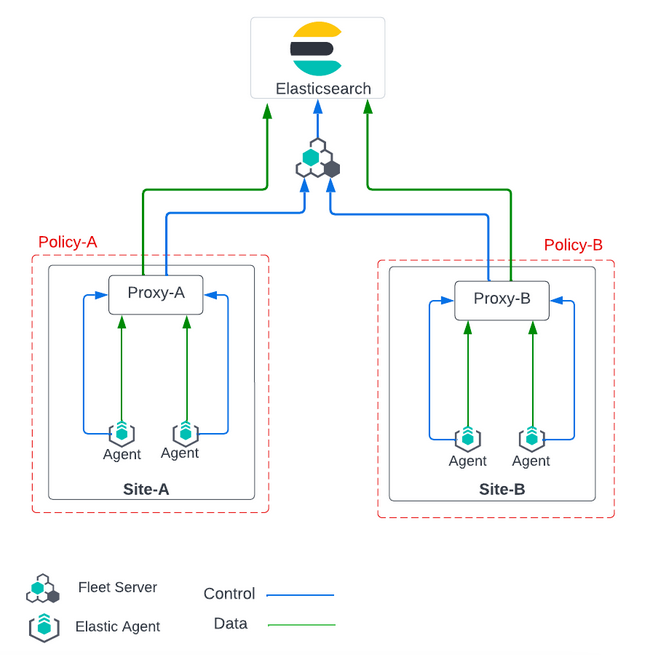 Elasticsearch
Policy-A
Policy-B
Proxy-A
Proxy-B
Agent
Agent
Agent
Agent
Site-A
Site-B
Fleet Server
Control
Elastic Agent
Data